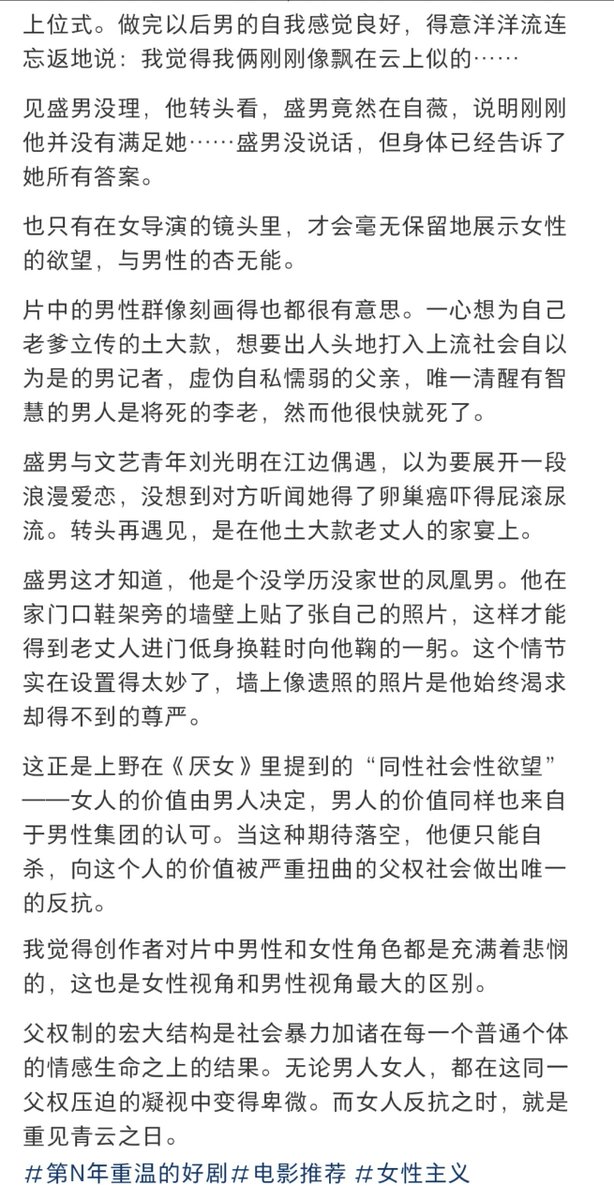 上位式。做完以后男的自我感觉良好，得意洋洋流连
忘返地说：我觉得我俩刚刚像飘在云上似的……
见盛男没理，他转头看，盛男竟然在自薇，说明刚刚
他并没有满足她……盛男没说话，但身体已经告诉了
她所有答案。
也只有在女导演的镜头里，才会毫无保留地展示女性
的欲望，与男性的杏无能。
片中的男性群像刻画得也都很有意思。一心想为自己
老爹立传的土大款，想要出人头地打入上流社会自以
为是的男记者，虚伪自私懦弱的父亲，唯一清醒有智
慧的男人是将死的李老，然而他很快就死了。
盛男与文艺青年刘光明在江边偶遇，以为要展开一段
浪漫爱恋，没想到对方听闻她得了卵巢癌吓得屁滚尿
流。转头再遇见，是在他土大款老丈人的家宴上。
盛男这才知道，他是个没学历没家世的凤凰男。他在
家门口鞋架旁的墙壁上贴了张自己的照片，这样才能
得到老丈人进门低身换鞋时向他鞠的一躬。这个情节
实在设置得太妙了，墙上像遗照的照片是他始终渴求
却得不到的尊严。
这正是上野在《厌女》里提到的“同性社会性欲望”
——女人的价值由男人决定，男人的价值同样也来自
于男性集团的认可。当这种期待落空，他便只能自
杀，向这个人的价值被严重扭曲的父权社会做出唯一
的反抗。
我觉得创作者对片中男性和女性角色都是充满着悲悯
的，这也是女性视角和男性视角最大的区别。
父权制的宏大结构是社会暴力加诸在每一个普通个体
的情感生命之上的结果。无论男人女人，都在这同一
父权压迫的凝视中变得卑微。而女人反抗之时，就是
重见青云之日。
#第N年重温的好剧#电影推荐 #女性主义